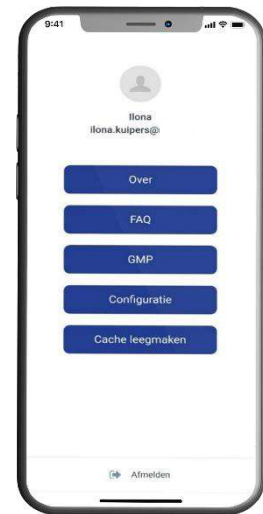 9:41
Ilona
ilona.kuipers@
Over
FAQ
GMP
Configuratie
Cache leegmaken
Afmelden